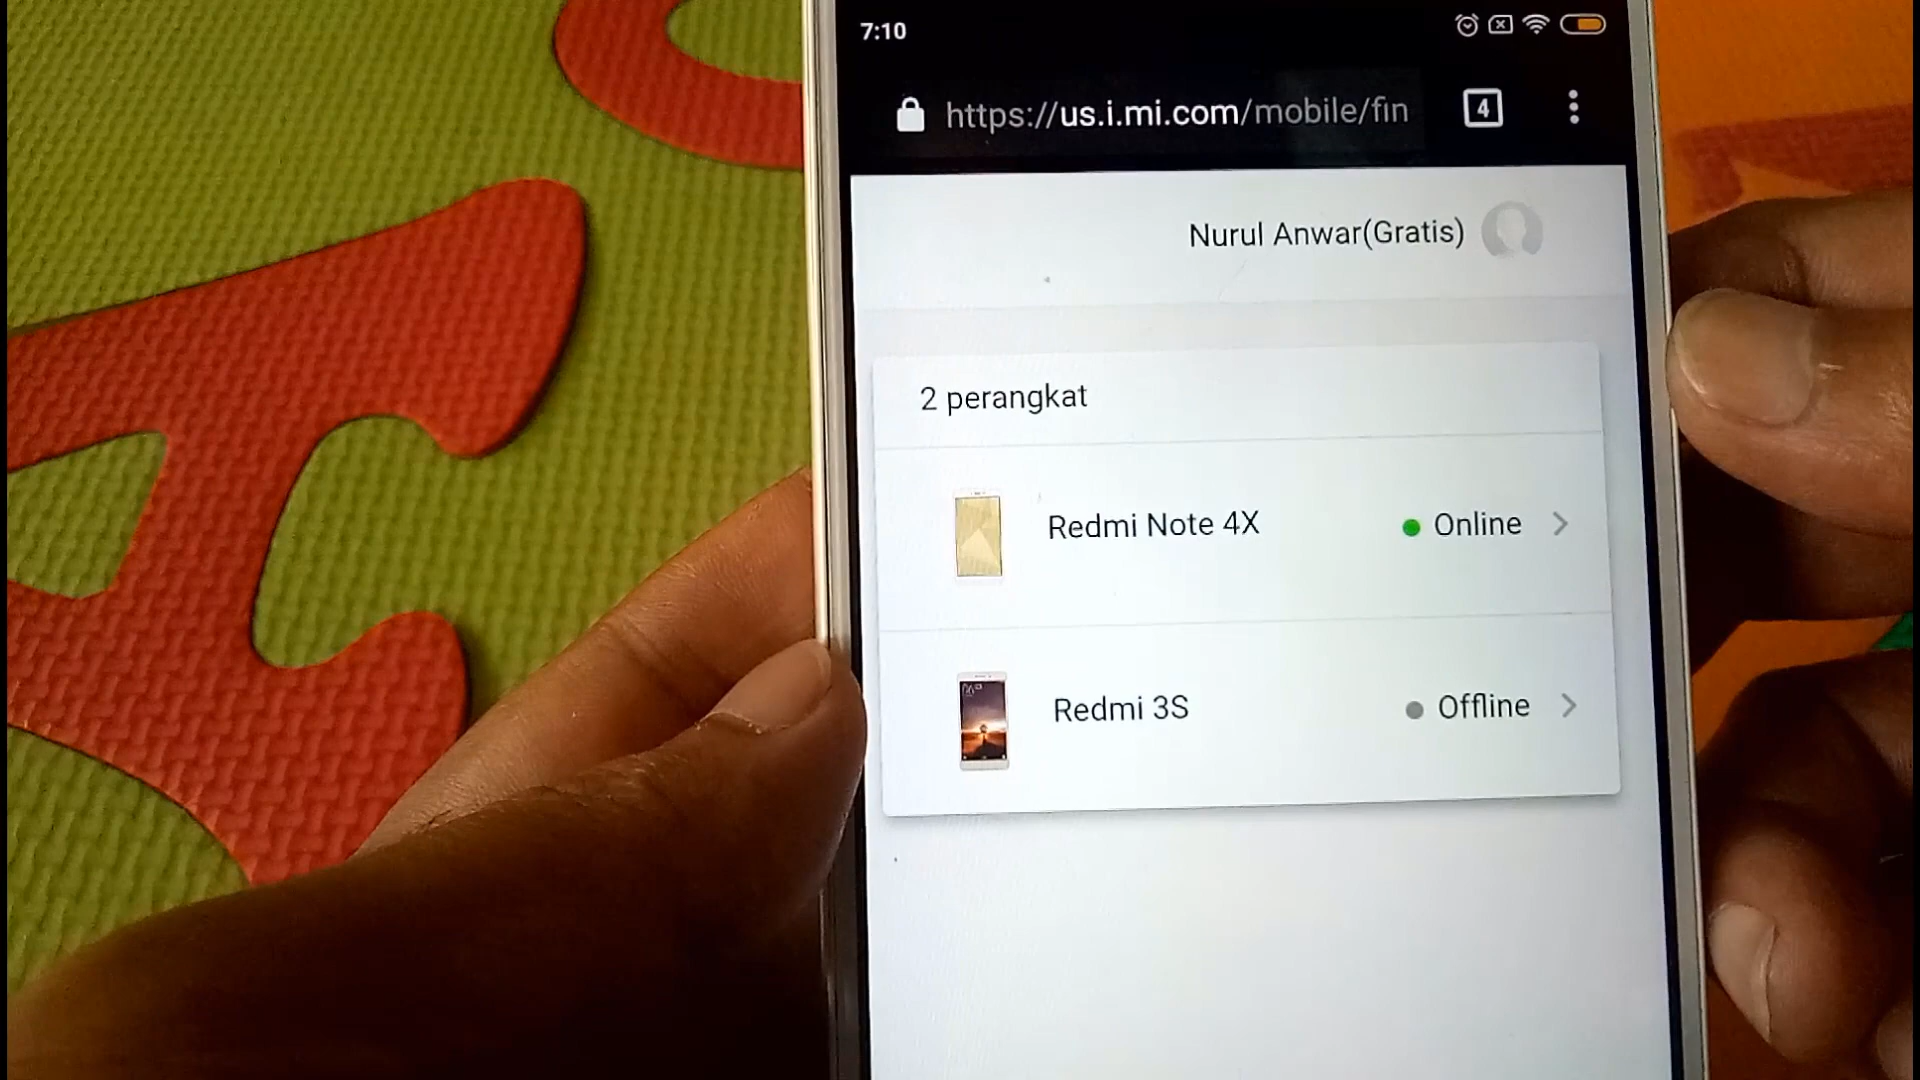 7:10
https://us.i.mi.com/mobile/fin
4
Nurul Anwar(Gratis)
2 perangkat
Redmi Note 4X
Online
Redmi 3S
Offline